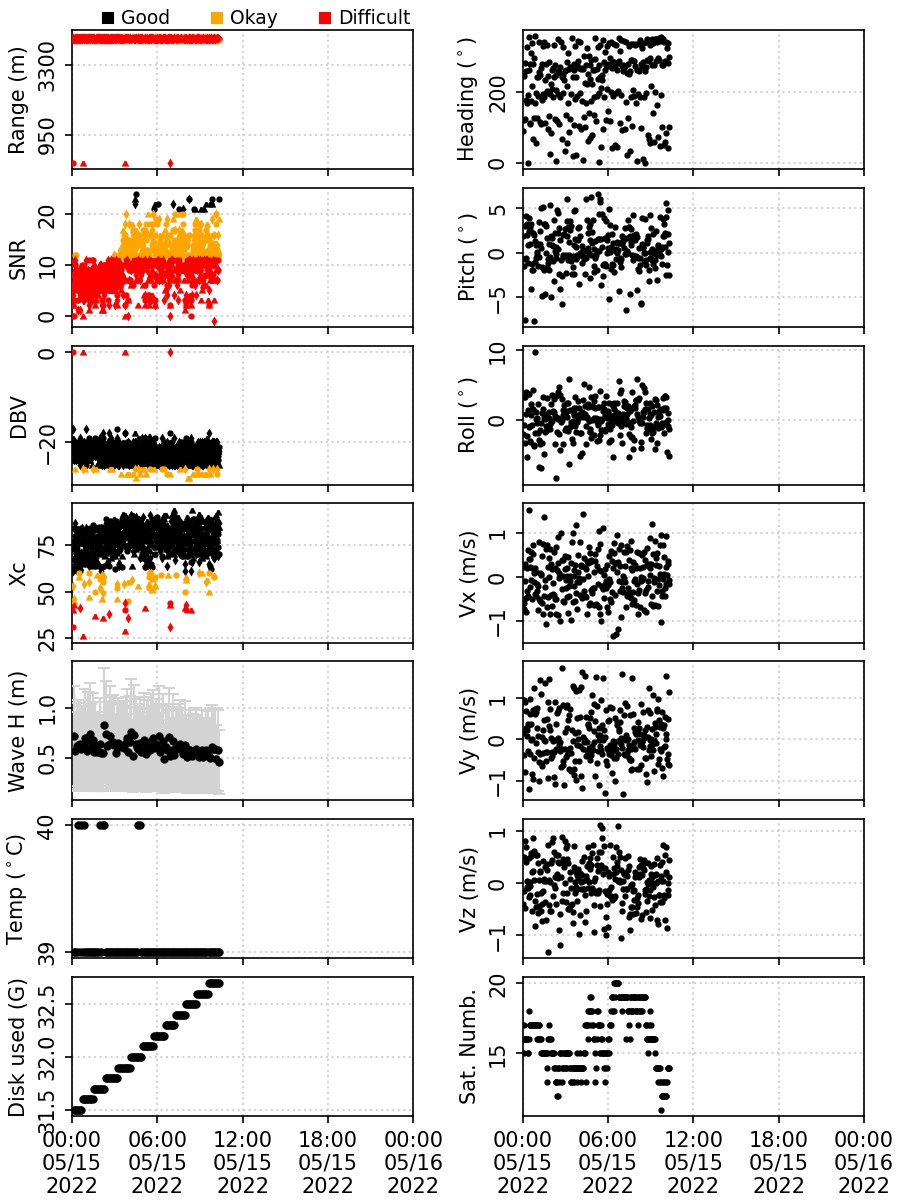 Good Okay Difficult
Range (m)
3300
950
Heading (°)
200
0
SNR
20
10
0
Pitch (°)
5
0
−5
DBV
0
−20
Roll (°)
10
0
Xc
75
50
25
Vx (m/s)
1
0
−1
Wave H (m)
1.0
0.5
Vy (m/s)
1
0
−1
Temp (°C)
40
39
Vz (m/s)
1
0
−1
Disk used (G)
32.5
32.0
31.5
Sat. Numb.
20
15
00:00 06:00 12:00 18:00 00:00
05/15 05/15 05/15 05/15 05/16
2022 2022 2022 2022 2022
00:00 06:00 12:00 18:00 00:00
05/15 05/15 05/15 05/15 05/16
2022 2022 2022 2022 2022